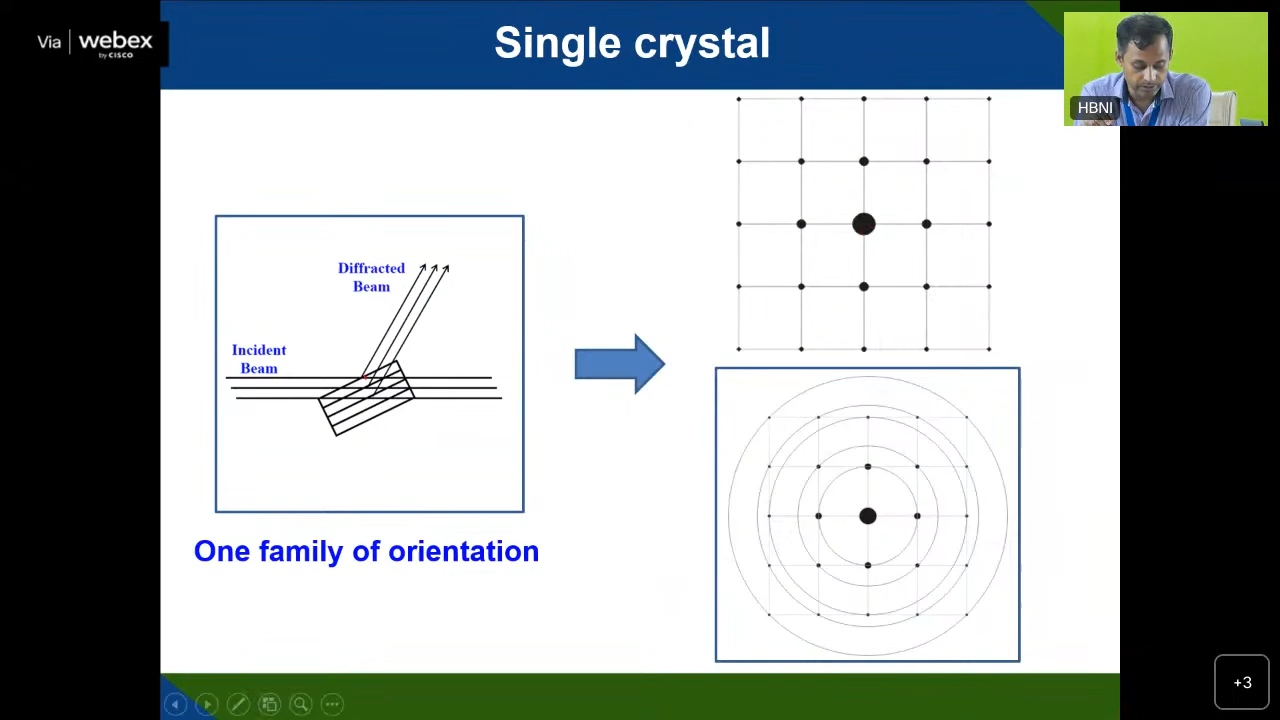 Via webex
by CISCO
Single crystal
HBNI
Diffracted
Beam
Incident
Beam
One family of orientation
+3